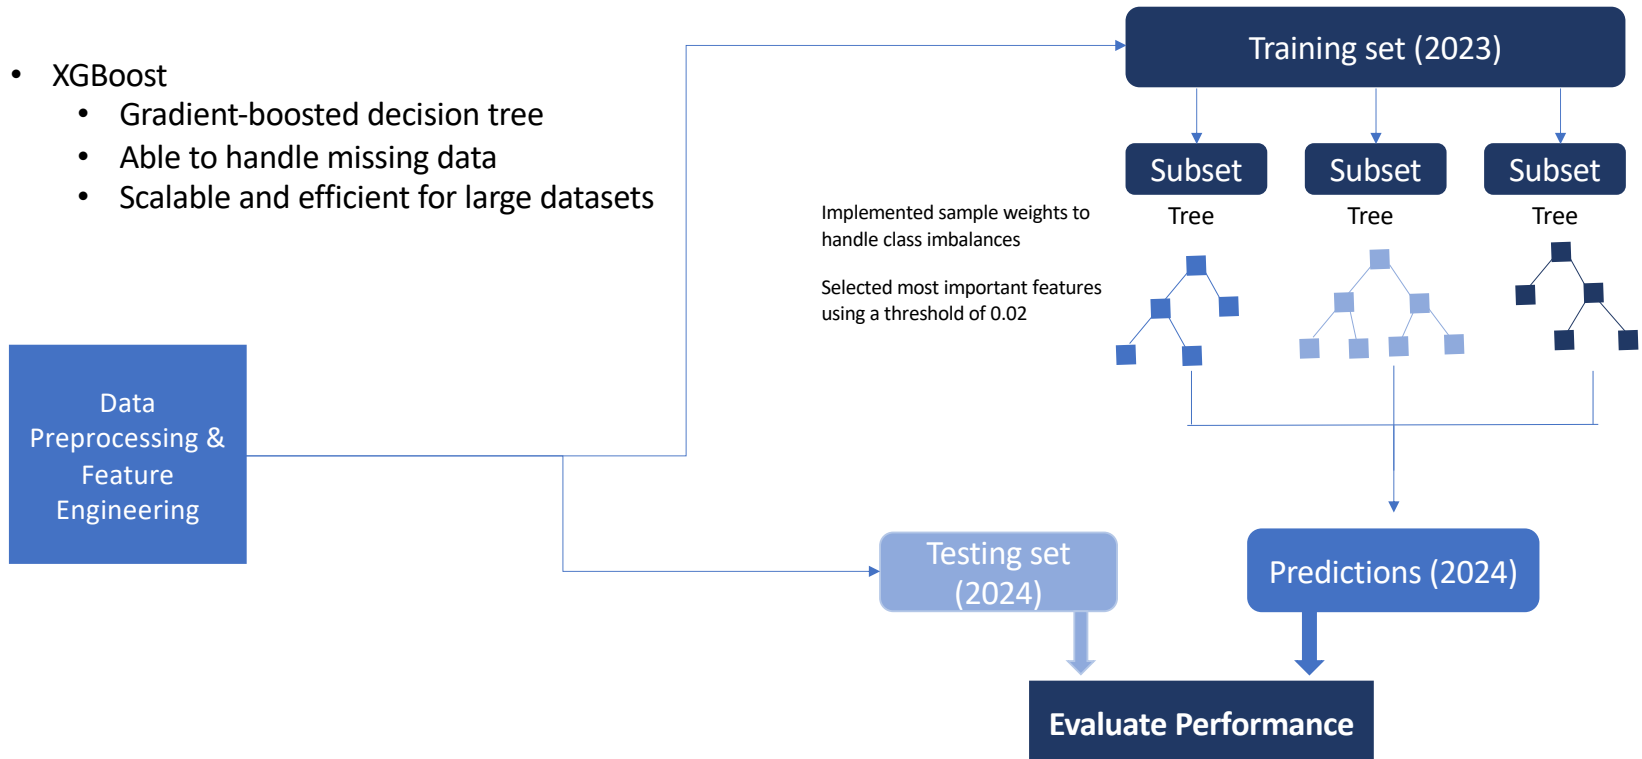 • XGBoost
• Gradient-boosted decision tree
• Able to handle missing data
• Scalable and efficient for large datasets
Training set (2023)
Subset
Subset
Subset
Tree
Tree
Tree
Implemented sample weights to
handle class imbalances
Selected most important features
using a threshold of 0.02
Data
Preprocessing &
Feature
Engineering
Testing set
(2024)
Predictions (2024)
Evaluate Performance